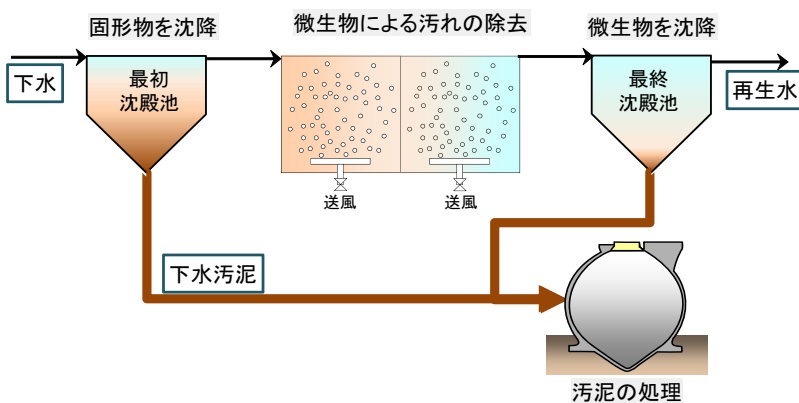 固形物を沈降
微生物による汚れの除去
微生物を沈降
下水
最初
沈殿池
最終
沈殿池
再生水
送風
送風
下水汚泥
汚泥の処理